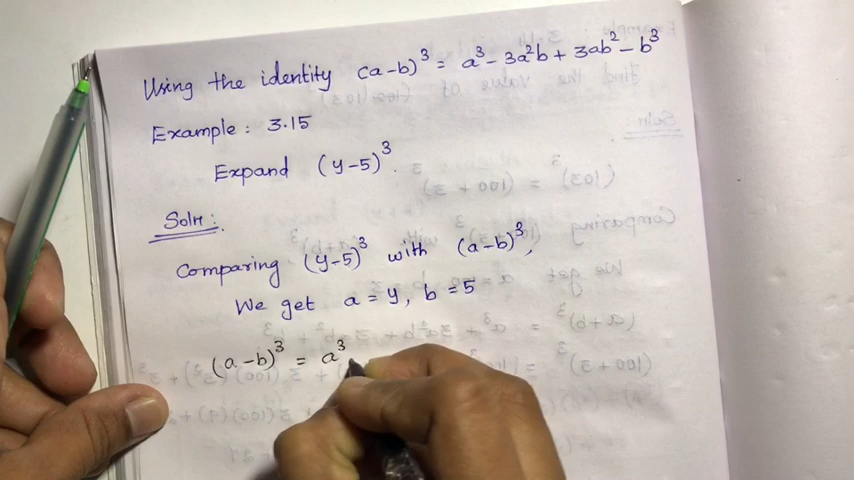 Using the identity (a-b)³ = a³ - 3a²b + 3ab² - b³
Example: 3.15
Expand (y-5)³.
Soln:
Comparing (y-5)³ with (a-b)³,
We get a = y, b = 5
(a-b)³ = a³